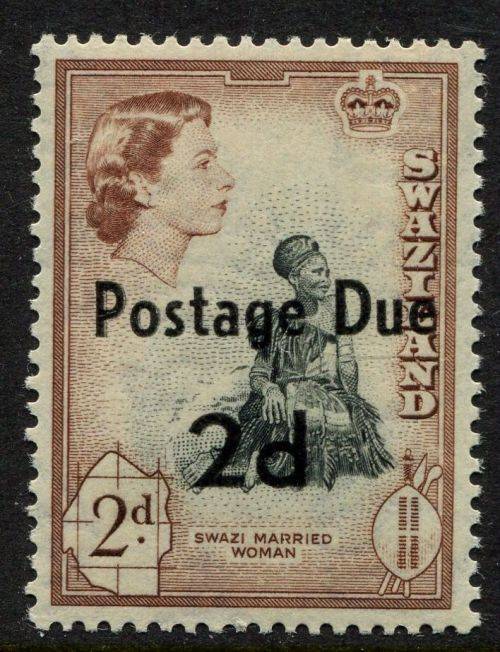 SWAZILAND
Postage Due
2d
2d.
SWAZI MARRIED
WOMAN